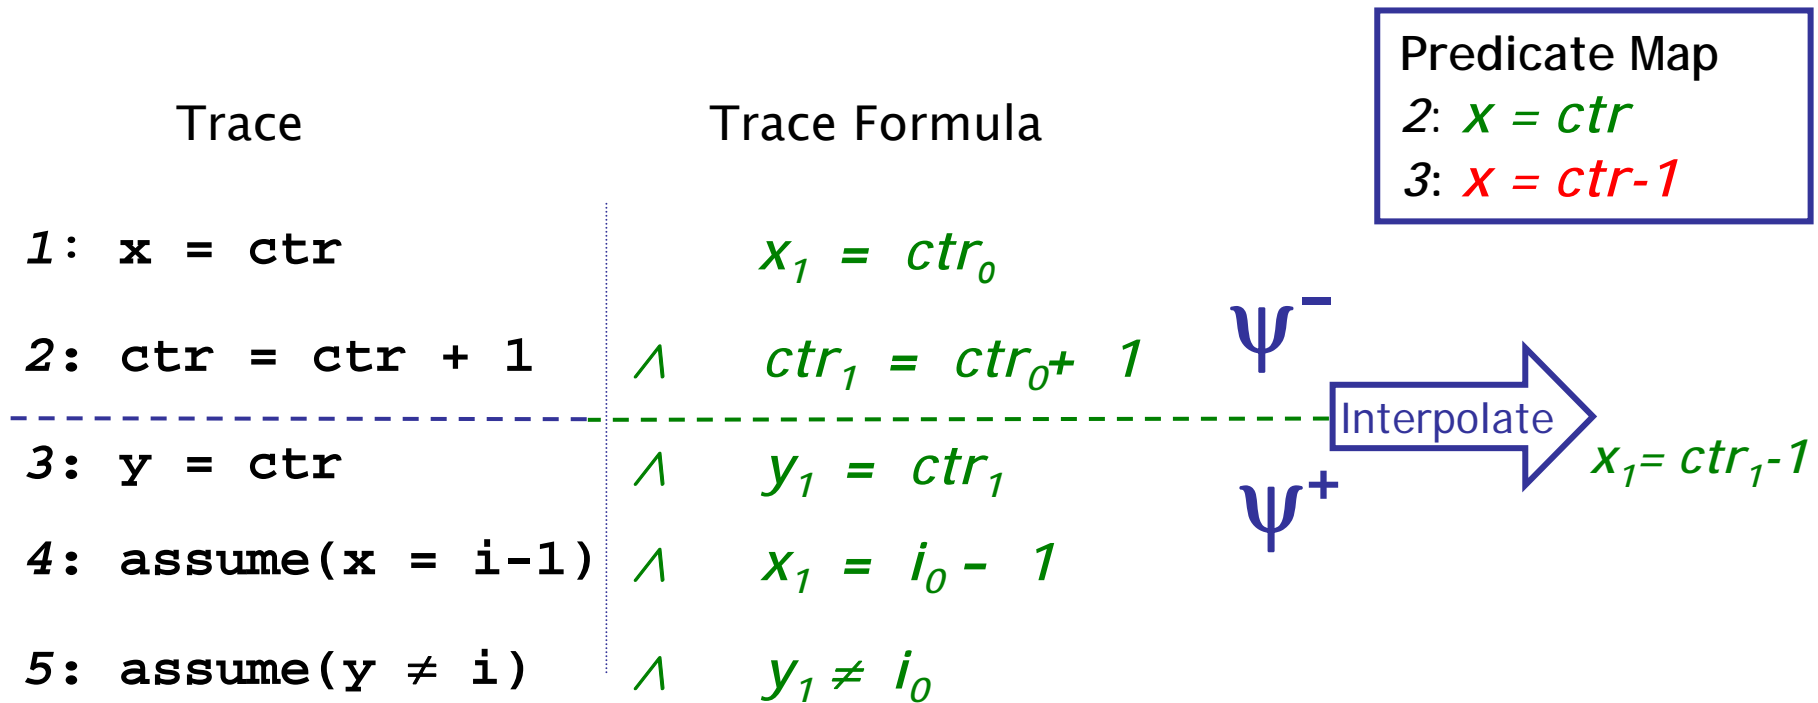 Predicate Map
2: x = ctr
3: x = ctr-1
Trace Trace Formula
1: x = ctr x₁ = ctr₀
2: ctr = ctr + 1 ∧ ctr₁ = ctr₀+ 1
ψ⁻
Interpolate
x₁= ctr₁-1
3: y = ctr ∧ y₁ = ctr₁
ψ⁺
4: assume(x = i-1) ∧ x₁ = i₀ - 1
5: assume(y ≠ i) ∧ y₁ ≠ i₀